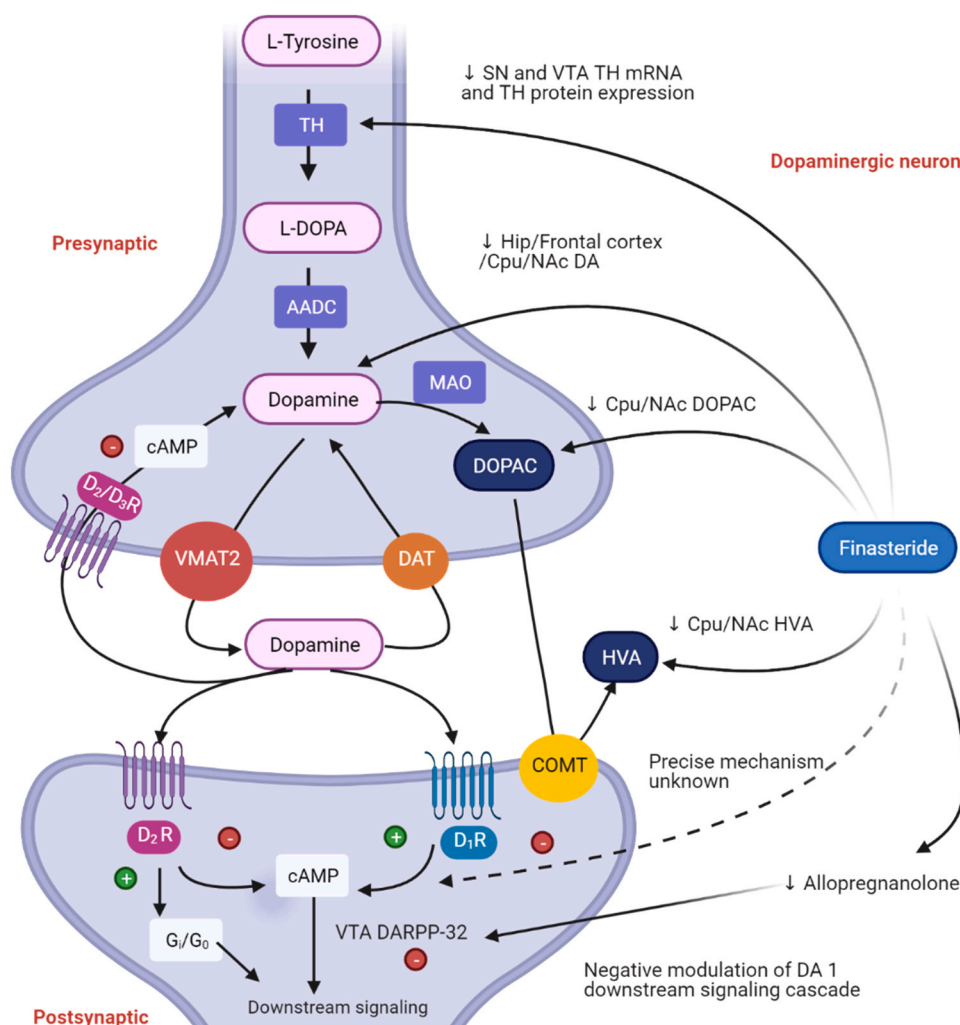 L-Tyrosine
↓ SN and VTA TH mRNA
and TH protein expression
TH
Dopaminergic neuron
L-DOPA
Presynaptic
↓ Hip/Frontal cortex
/Cpu/NAc DA
AADC
MAO
Dopamine
↓ Cpu/NAc DOPAC
- cAMP
DOPAC
D₂/D₃R
VMAT2
DAT
Finasteride
↓ Cpu/NAc HVA
Dopamine
HVA
COMT
Precise mechanism
unknown
D₂R
-
+
D₁R
-
+
cAMP
↓ Allopregnanolone
VTA DARPP-32
-
Gᵢ/G₀
Negative modulation of DA 1
downstream signaling cascade
Downstream signaling
Postsynaptic